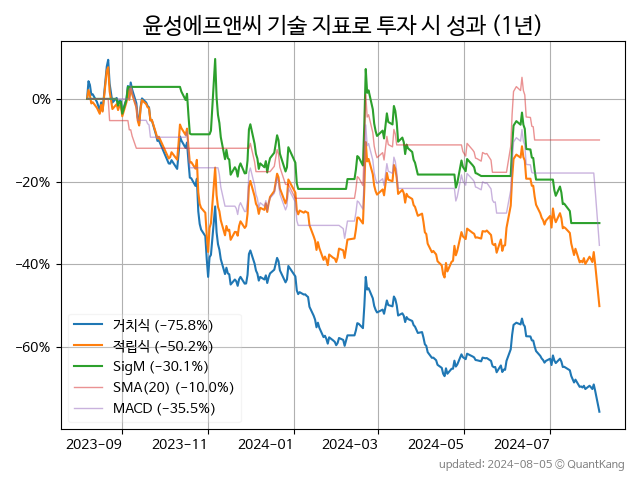 윤성에프앤씨 기술 지표로 투자 시 성과 (1년)
0%
−20%
−40%
−60%
거치식 (−75.8%)
적립식 (−50.2%)
SigM (−30.1%)
SMA(20) (−10.0%)
MACD (−35.5%)
2023-09 2023-11 2024-01 2024-03 2024-05 2024-07
updated: 2024-08-05 © QuantKang